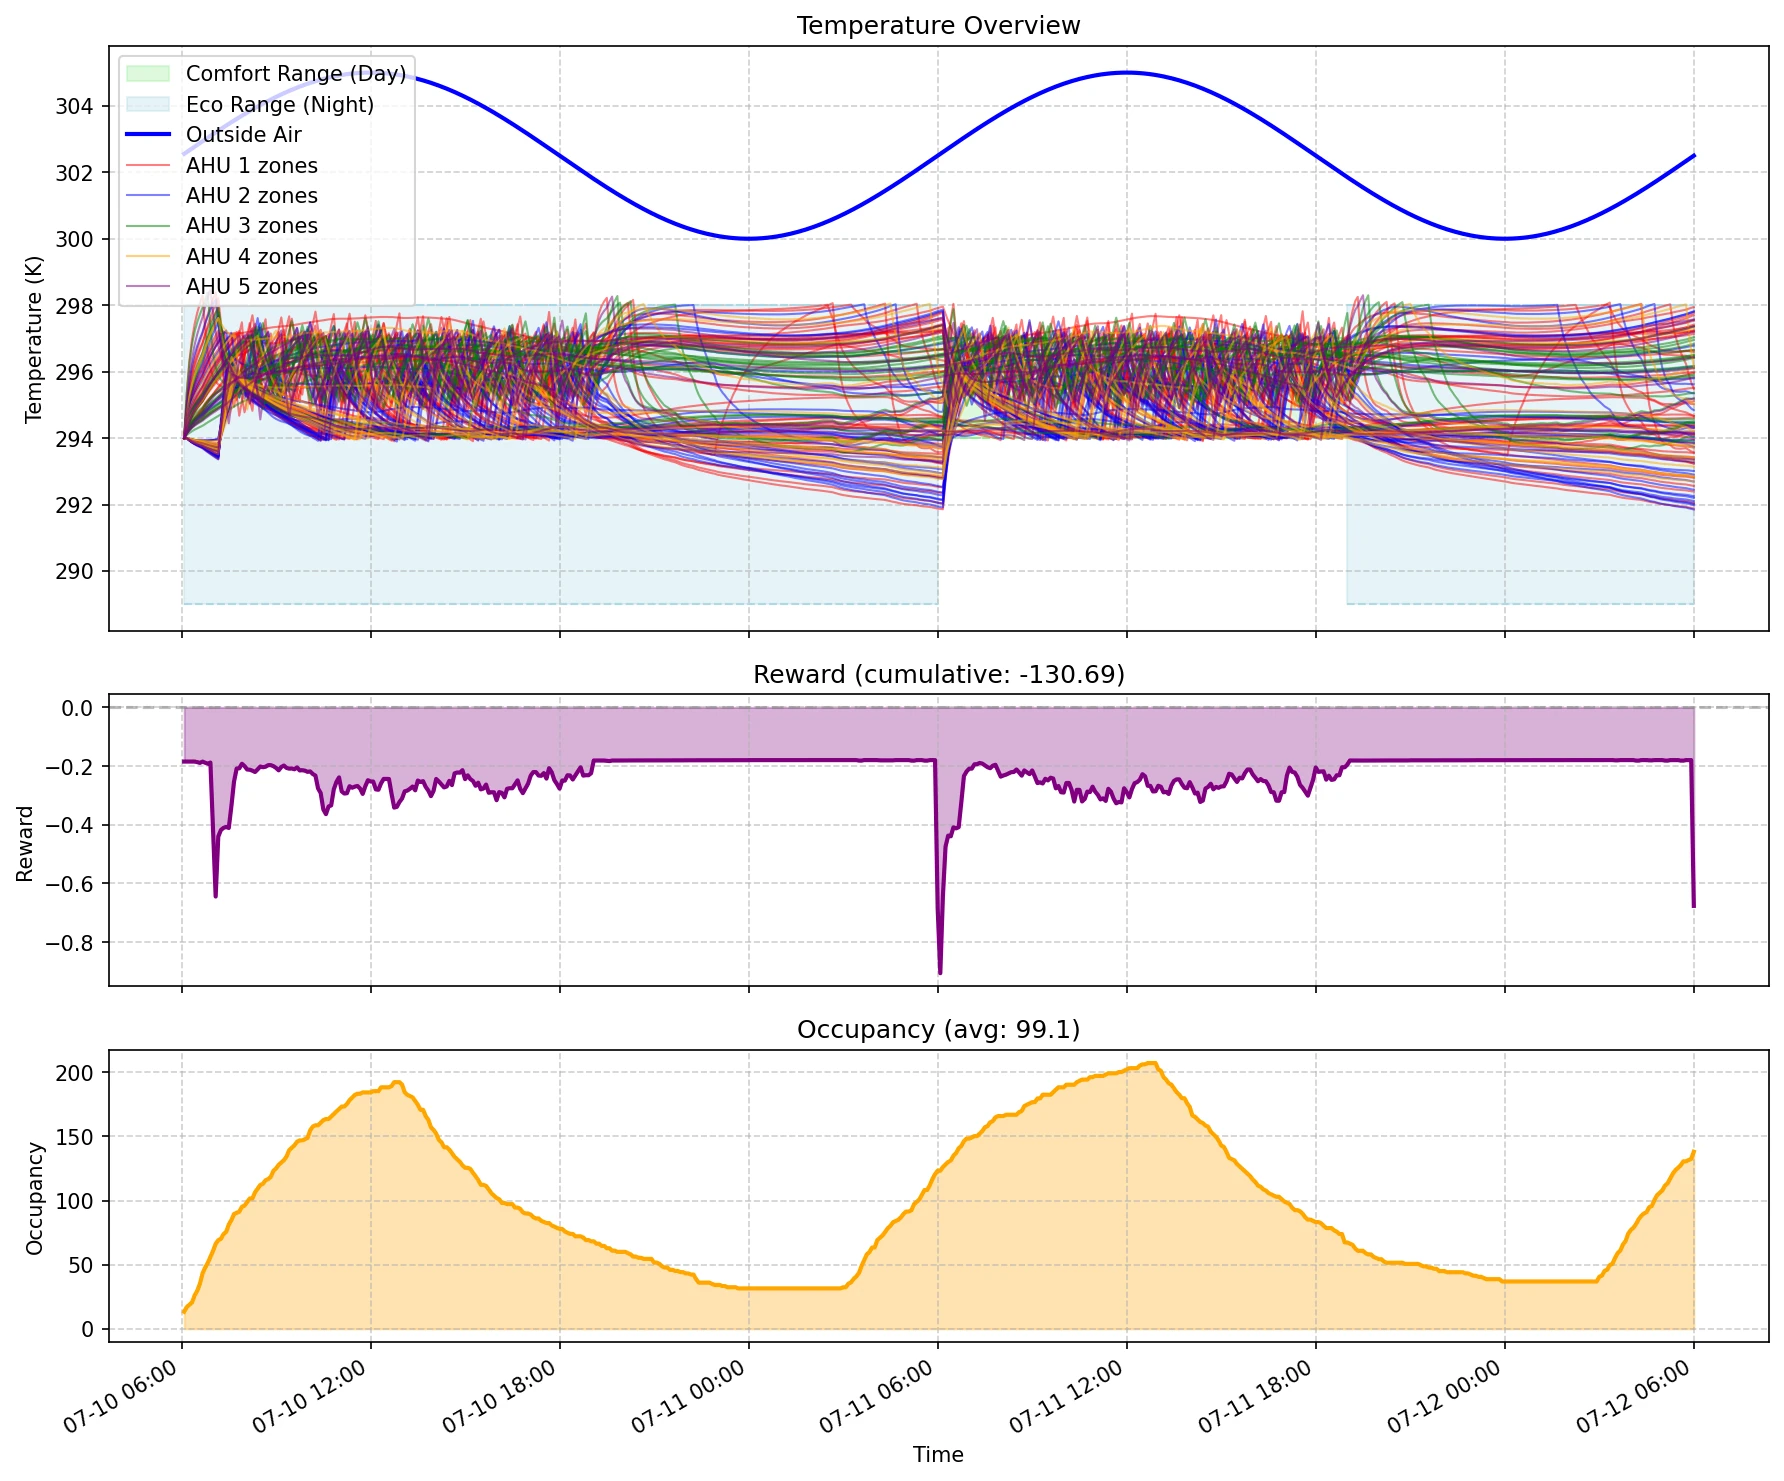 Temperature Overview
Temperature (K)
304
302
300
298
296
294
292
290
Comfort Range (Day)
Eco Range (Night)
Outside Air
AHU 1 zones
AHU 2 zones
AHU 3 zones
AHU 4 zones
AHU 5 zones
Reward (cumulative: -130.69)
Reward
0.0
−0.2
−0.4
−0.6
−0.8
Occupancy (avg: 99.1)
Occupancy
200
150
100
50
0
07-10 06:00
07-10 12:00
07-10 18:00
07-11 00:00
07-11 06:00
07-11 12:00
07-11 18:00
07-12 00:00
07-12 06:00
Time